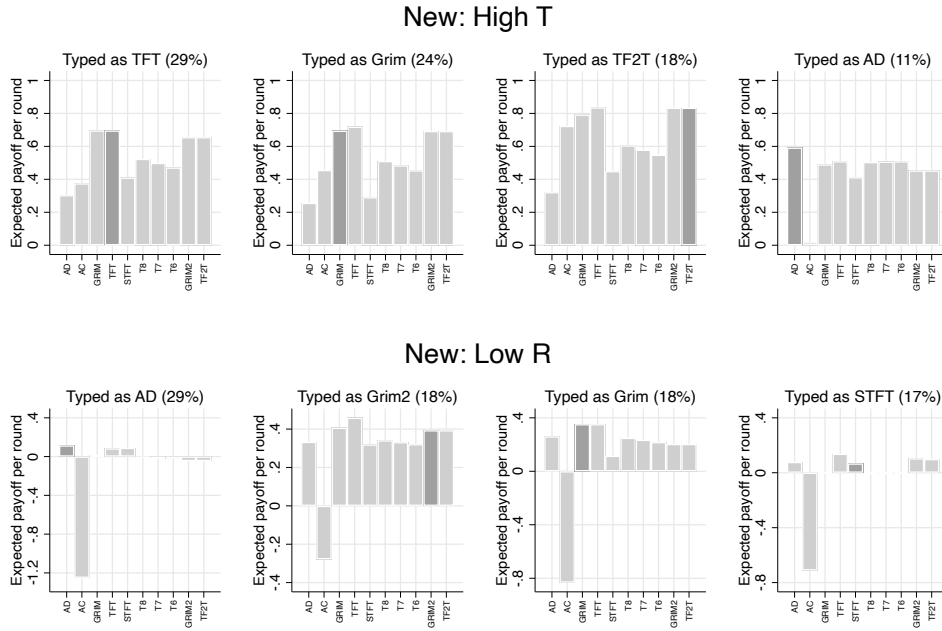 New: High T
Typed as TFT (29%)
Expected payoff per round
0 .2 .4 .6 .8 1
AD AC GRIM TFT STFT T8 T7 T6 GRIM2 TF2T
Typed as Grim (24%)
Expected payoff per round
0 .2 .4 .6 .8 1
AD AC GRIM TFT STFT T8 T7 T6 GRIM2 TF2T
Typed as TF2T (18%)
Expected payoff per round
0 .2 .4 .6 .8 1
AD AC GRIM TFT STFT T8 T7 T6 GRIM2 TF2T
Typed as AD (11%)
Expected payoff per round
0 .2 .4 .6 .8 1
AD AC GRIM TFT STFT T8 T7 T6 GRIM2 TF2T
New: Low R
Typed as AD (29%)
Expected payoff per round
-1.2 -.8 -.4 0 .4
AD AC GRIM TFT STFT T8 T7 T6 GRIM2 TF2T
Typed as Grim2 (18%)
Expected payoff per round
-.4 -.2 0 .2 .4
AD AC GRIM TFT STFT T8 T7 T6 GRIM2 TF2T
Typed as Grim (18%)
Expected payoff per round
-.8 -.4 0 .4
AD AC GRIM TFT STFT T8 T7 T6 GRIM2 TF2T
Typed as STFT (17%)
Expected payoff per round
-.8 -.4 0 .4
AD AC GRIM TFT STFT T8 T7 T6 GRIM2 TF2T